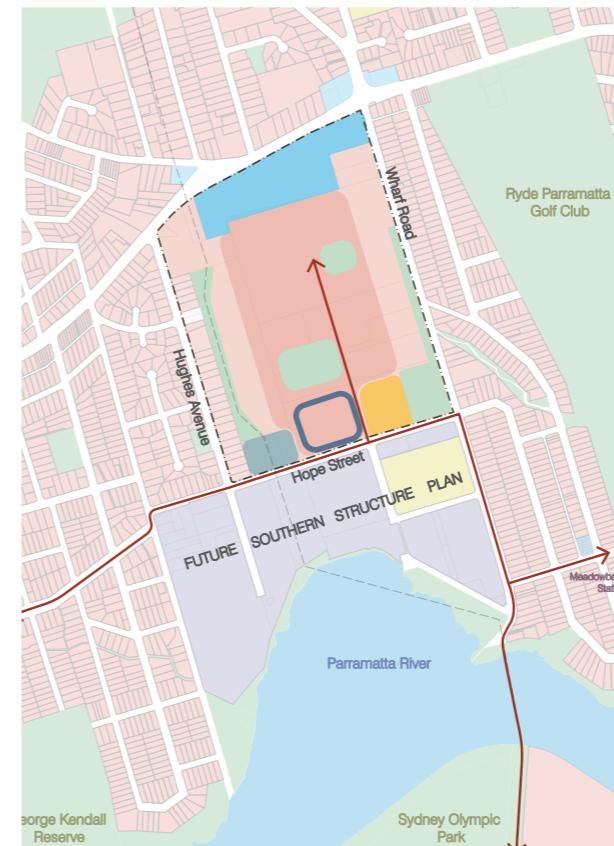 Wharf Road
Ryde Parramatta
Golf Club
Hughes Avenue
Hope Street
FUTURE SOUTHERN STRUCTURE PLAN
Parramatta River
eorge Kendall
Reserve
Sydney Olympic
Park